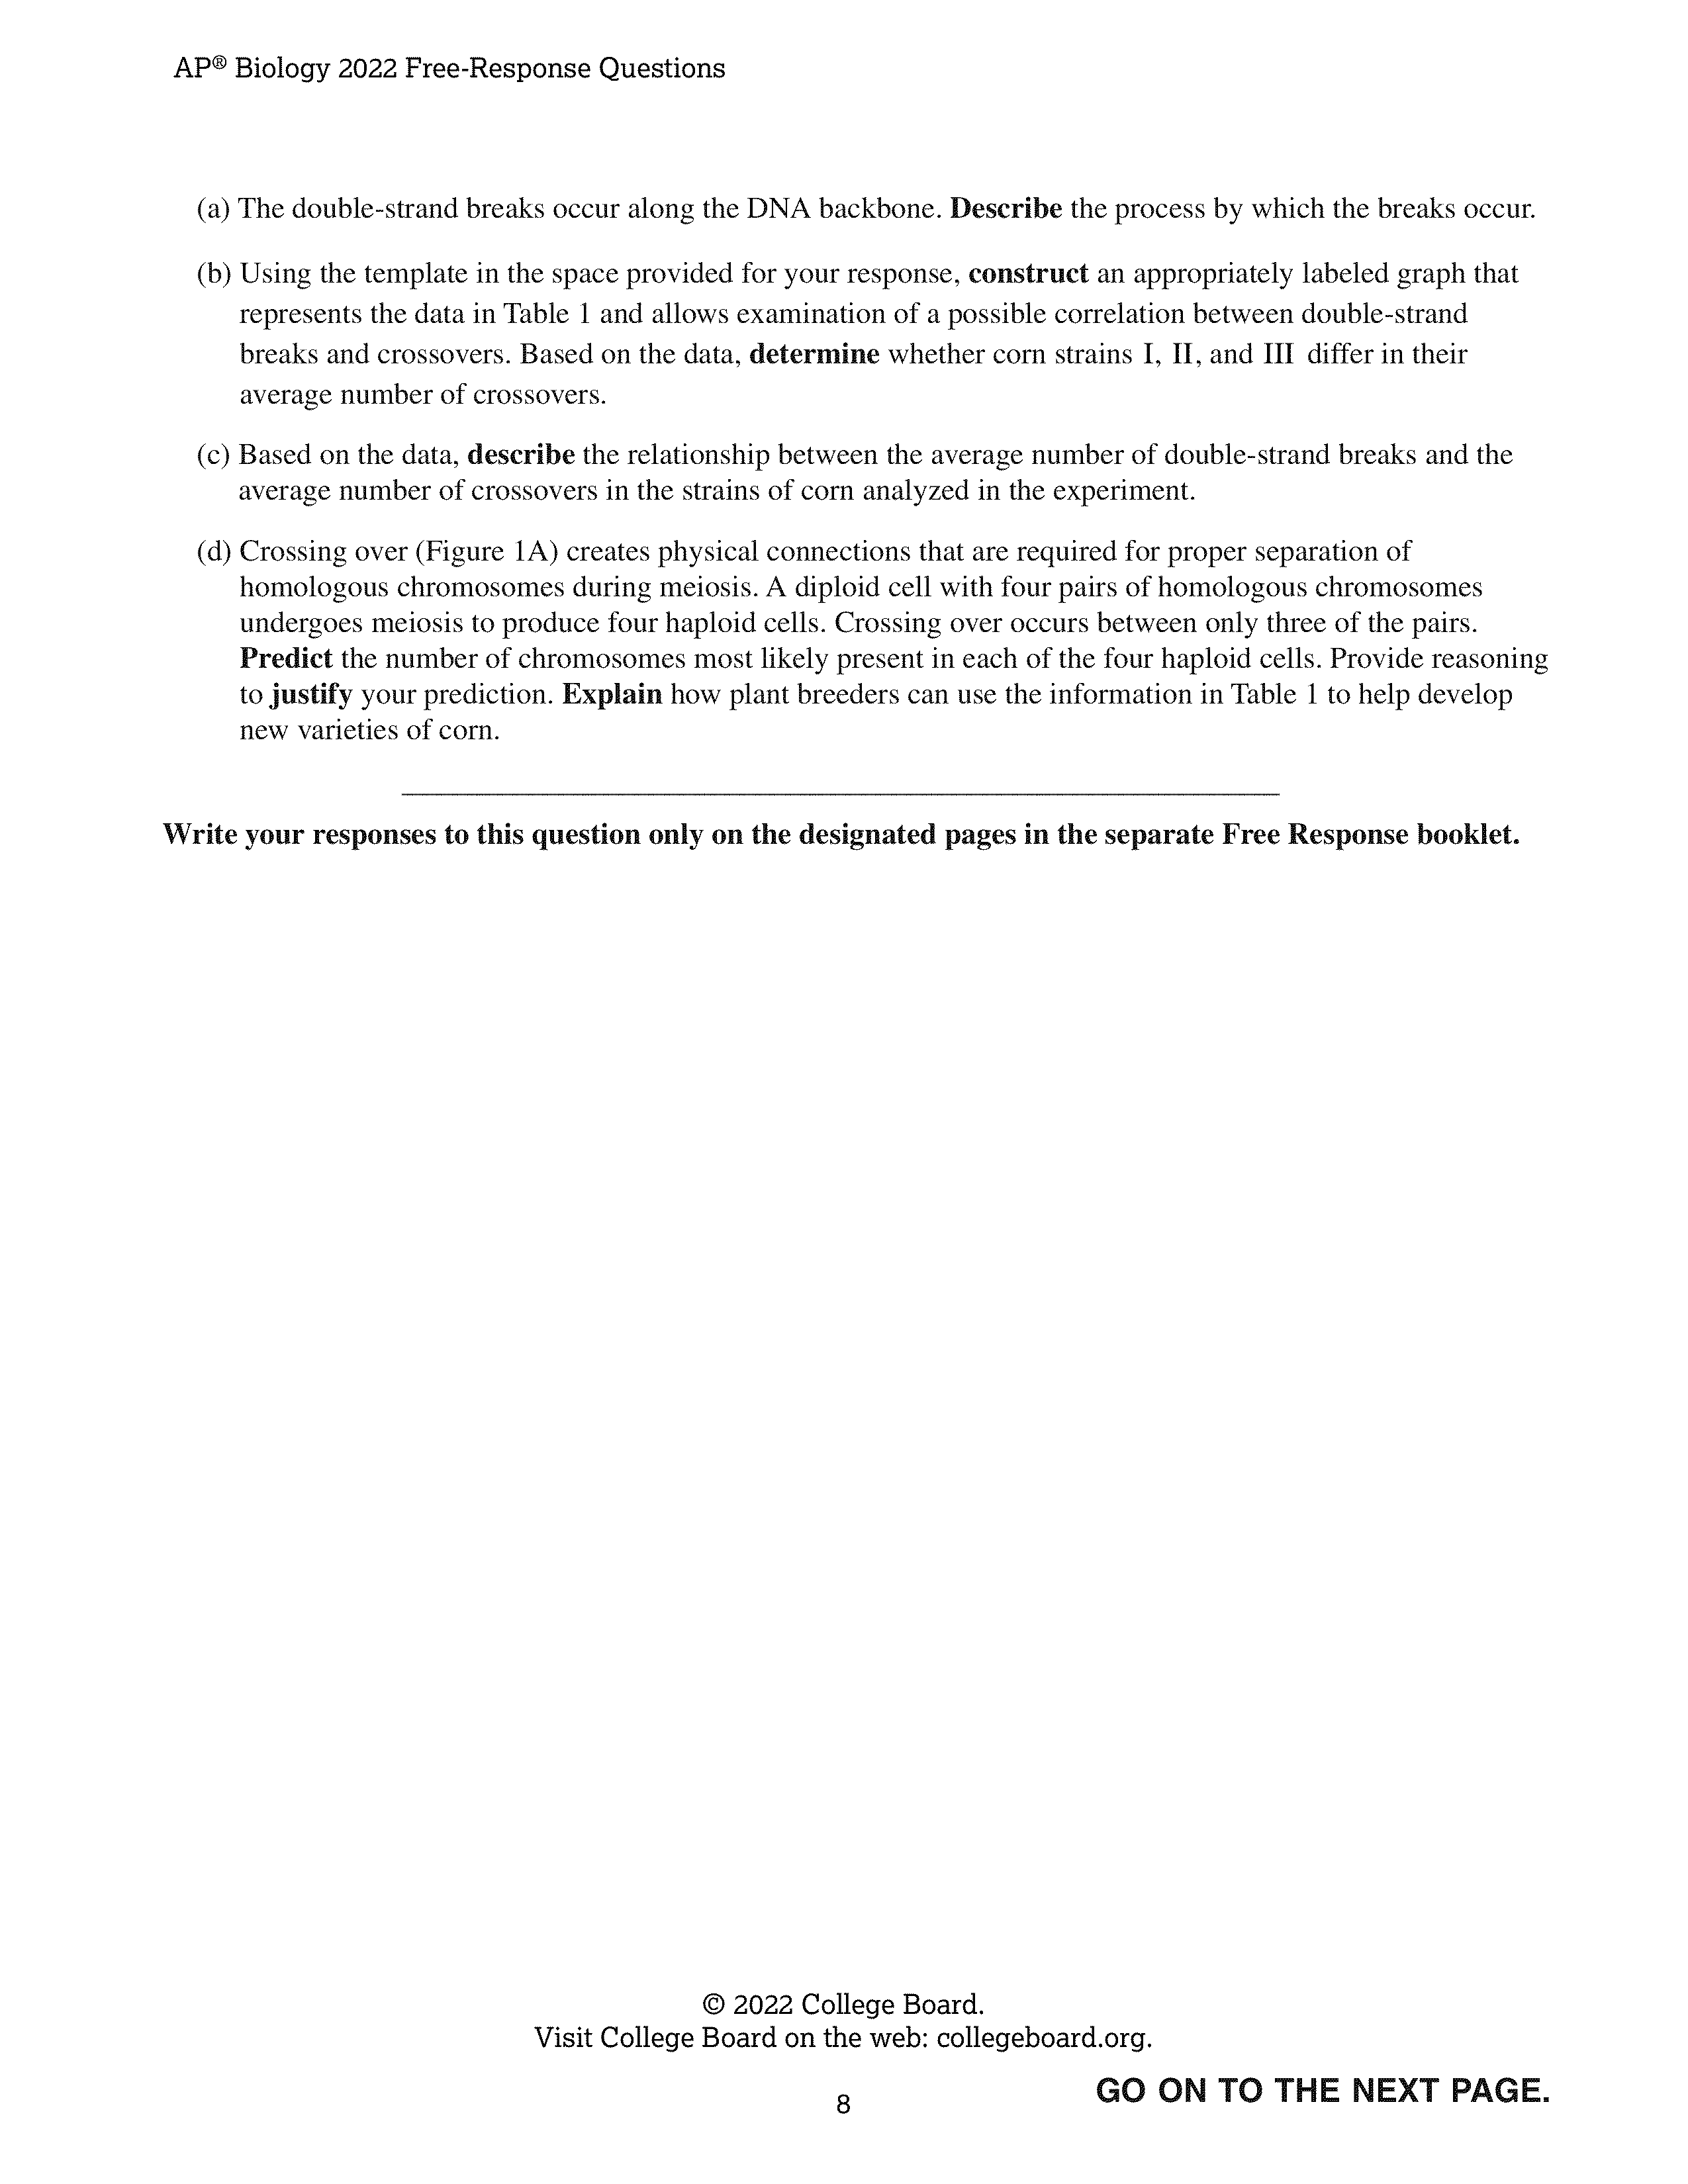 AP® Biology 2022 Free-Response Questions
(a) The double-strand breaks occur along the DNA backbone. Describe the process by which the breaks occur.
(b) Using the template in the space provided for your response, construct an appropriately labeled graph that
represents the data in Table 1 and allows examination of a possible correlation between double-strand
breaks and crossovers. Based on the data, determine whether corn strains I, II, and III differ in their
average number of crossovers.
(c) Based on the data, describe the relationship between the average number of double-strand breaks and the
average number of crossovers in the strains of corn analyzed in the experiment.
(d) Crossing over (Figure 1A) creates physical connections that are required for proper separation of
homologous chromosomes during meiosis. A diploid cell with four pairs of homologous chromosomes
undergoes meiosis to produce four haploid cells. Crossing over occurs between only three of the pairs.
Predict the number of chromosomes most likely present in each of the four haploid cells. Provide reasoning
to justify your prediction. Explain how plant breeders can use the information in Table 1 to help develop
new varieties of corn.
Write your responses to this question only on the designated pages in the separate Free Response booklet.
© 2022 College Board.
Visit College Board on the web: collegeboard.org.
GO ON TO THE NEXT PAGE.
8